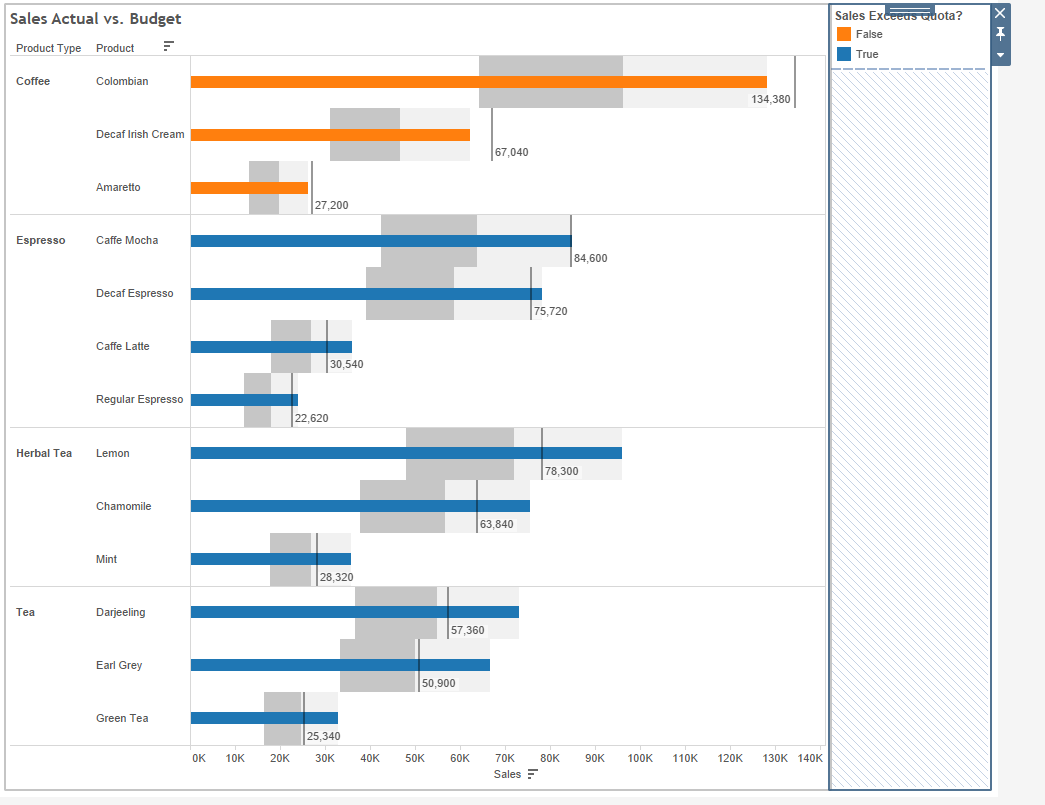 Sales Actual vs. Budget
Product Type Product
Coffee Colombian
134,380
Decaf Irish Cream
67,040
Amaretto
27,200
Espresso Caffe Mocha
84,600
Decaf Espresso
75,720
Caffe Latte
30,540
Regular Espresso
22,620
Herbal Tea Lemon
78,300
Chamomile
63,840
Mint
28,320
Tea Darjeeling
57,360
Earl Grey
50,900
Green Tea
25,340
0K 10K 20K 30K 40K 50K 60K 70K 80K 90K 100K 110K 120K 130K 140K
Sales
Sales Exceeds Quota?
False
True